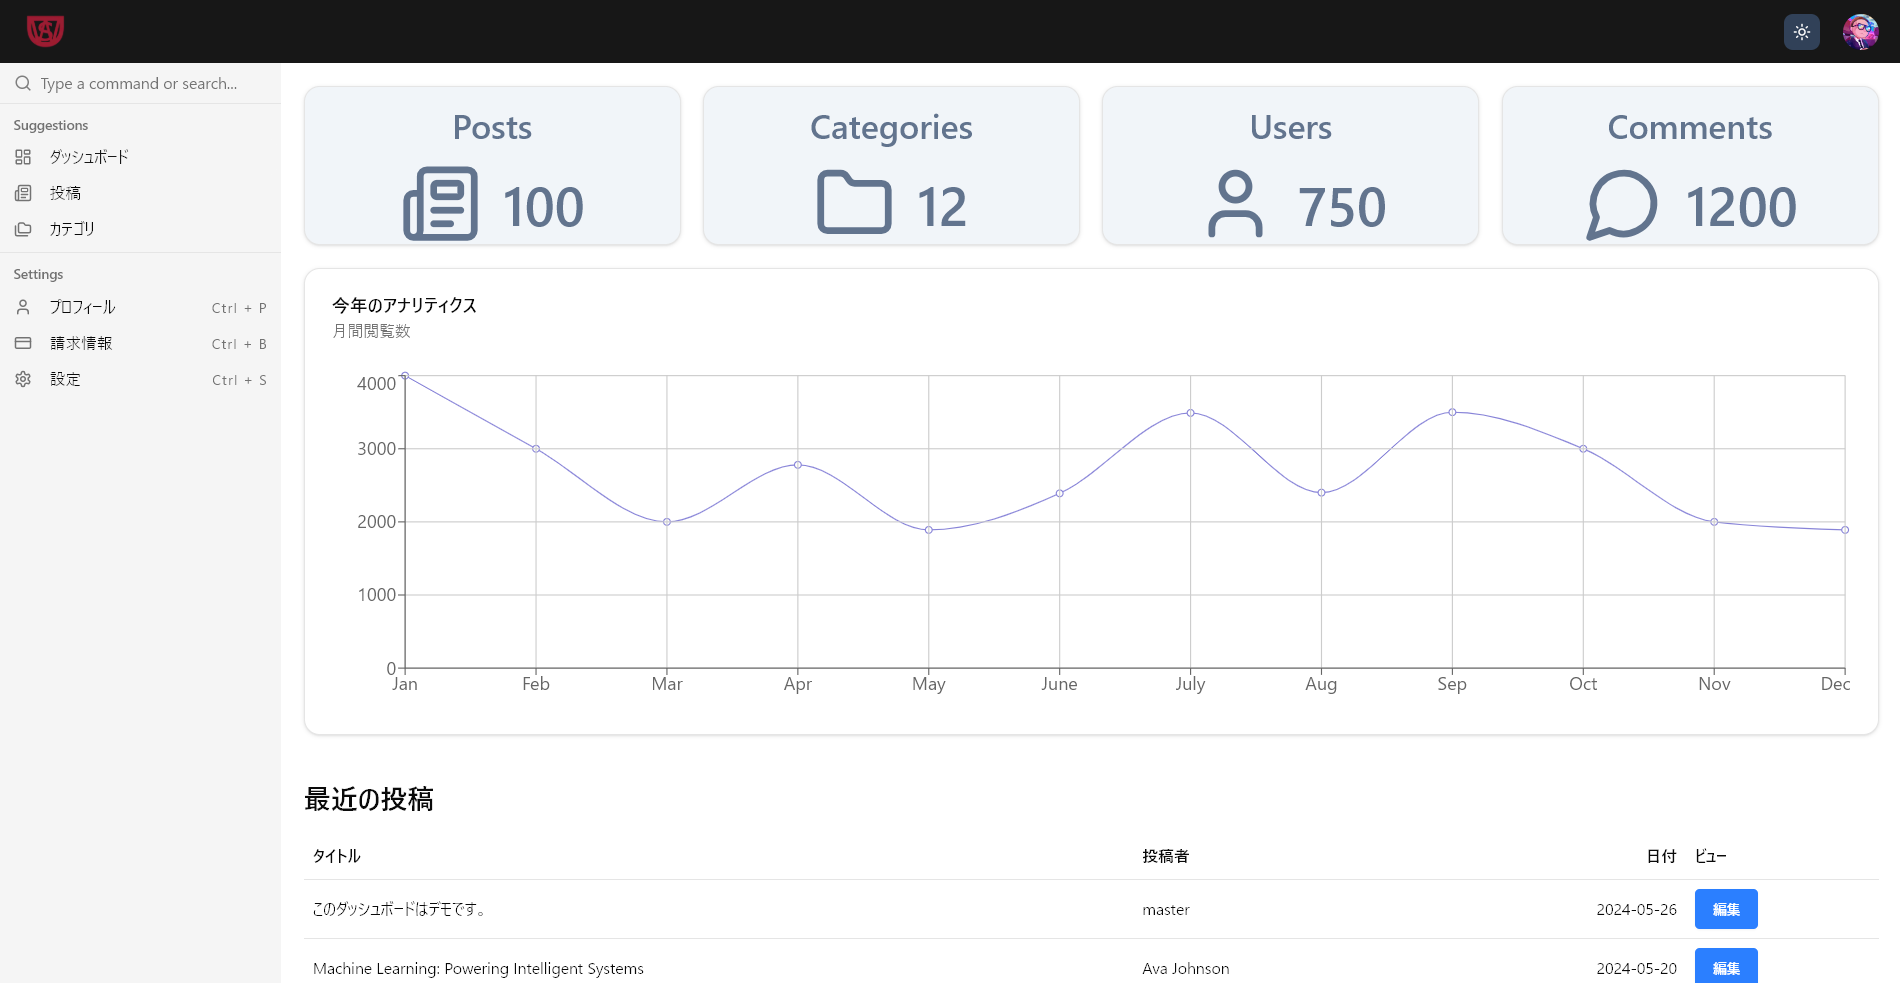 Type a command or search...
Suggestions
ダッシュボード
投稿
カテゴリ
Settings
プロフィール Ctrl + P
請求情報 Ctrl + B
設定 Ctrl + S
Posts
100
Categories
12
Users
750
Comments
1200
今年のアナリティクス
月間閲覧数
4000
3000
2000
1000
0
Jan Feb Mar Apr May June July Aug Sep Oct Nov Dec
最近の投稿
タイトル 投稿者 日付 ビュー
このダッシュボードはデモです。 master 2024-05-26 編集
Machine Learning: Powering Intelligent Systems Ava Johnson 2024-05-20 編集